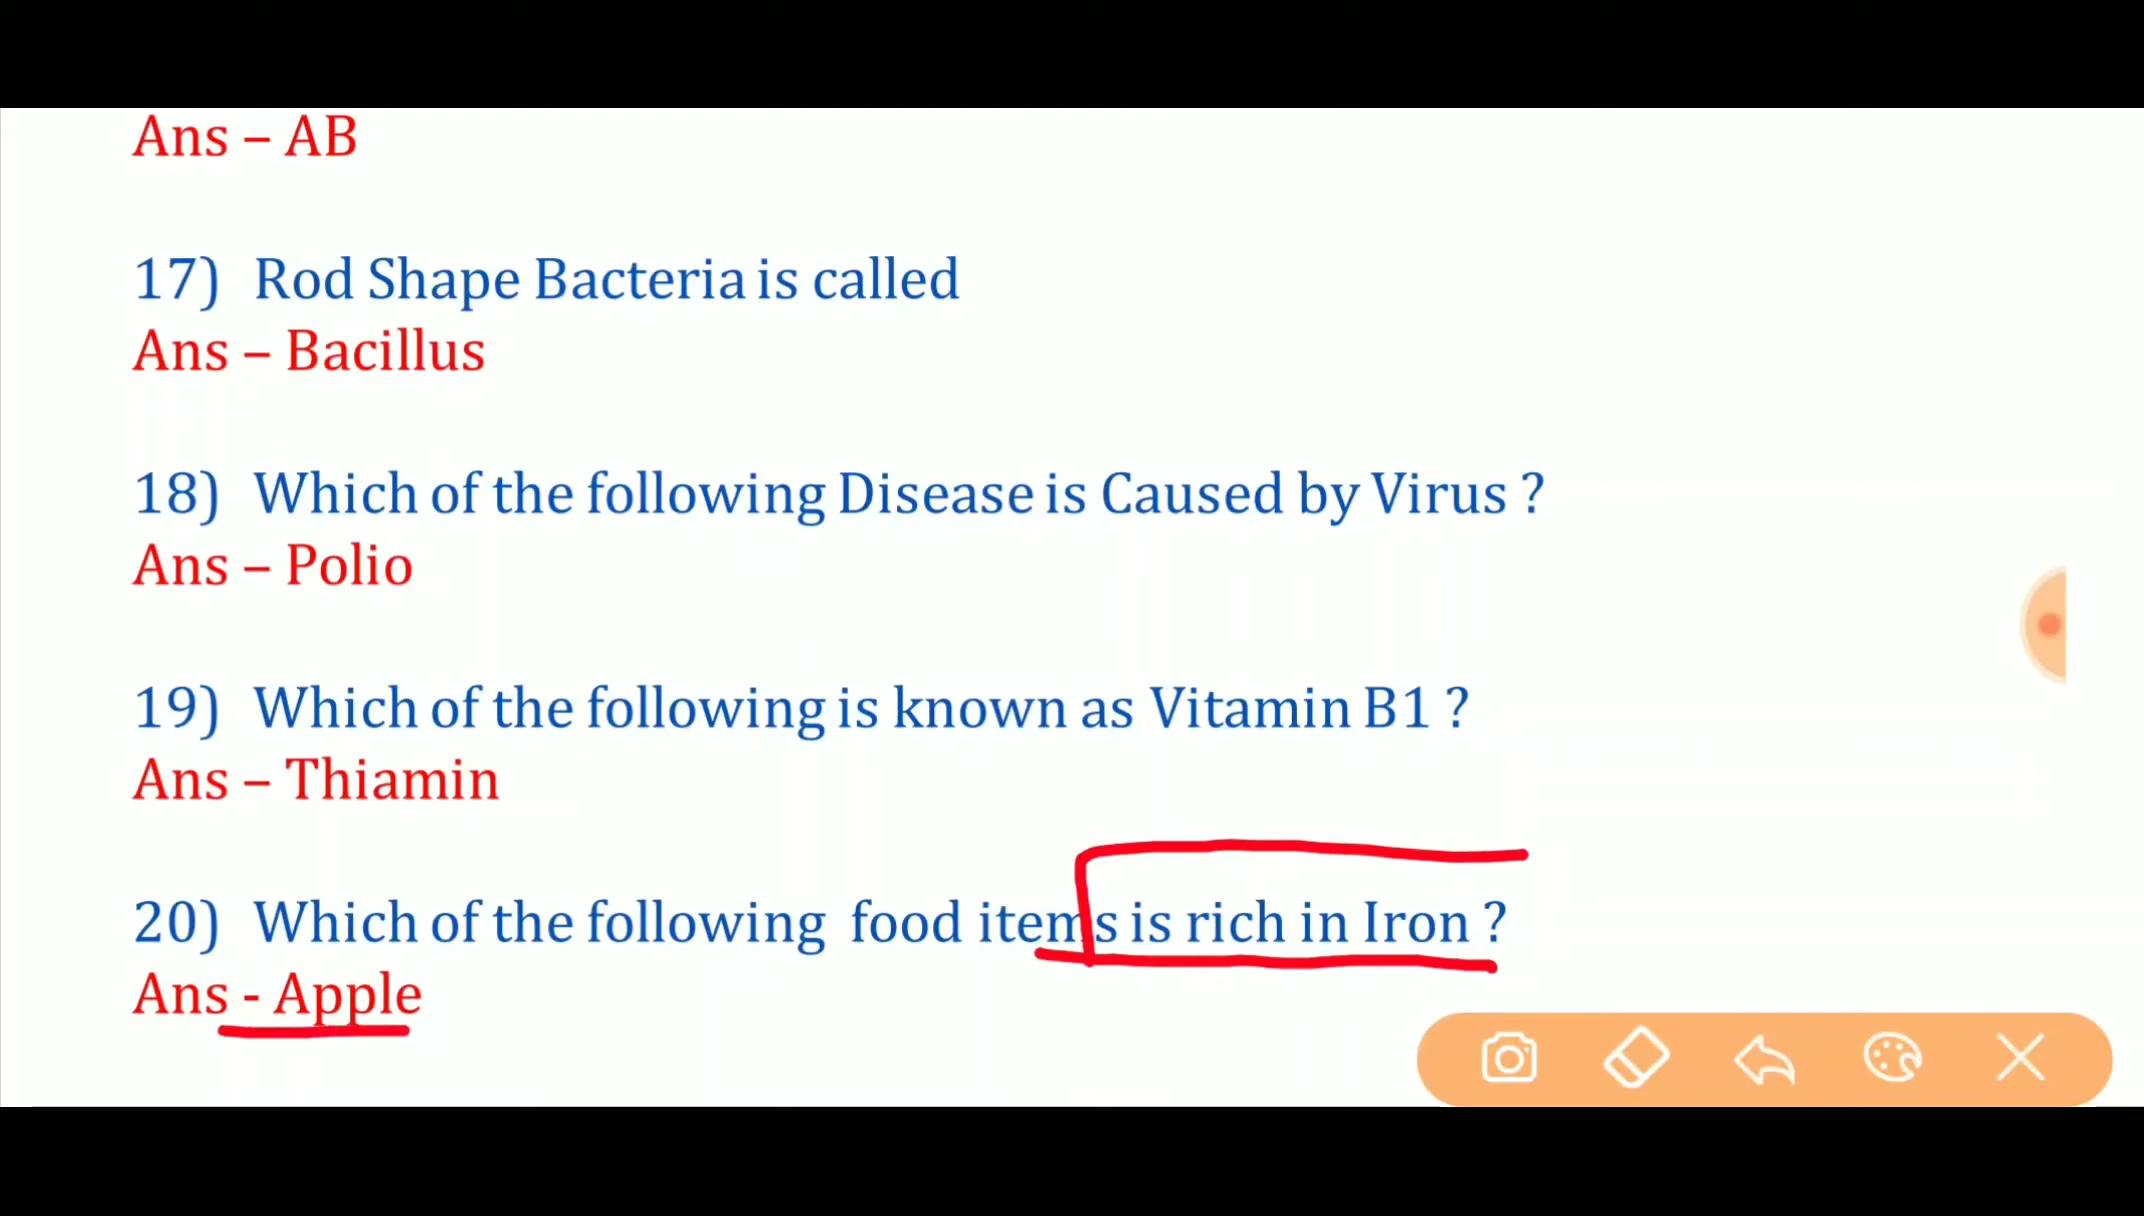 Ans – AB
17) Rod Shape Bacteria is called
Ans – Bacillus
18) Which of the following Disease is Caused by Virus ?
Ans – Polio
19) Which of the following is known as Vitamin B1 ?
Ans – Thiamin
20) Which of the following food items is rich in Iron ?
Ans - Apple